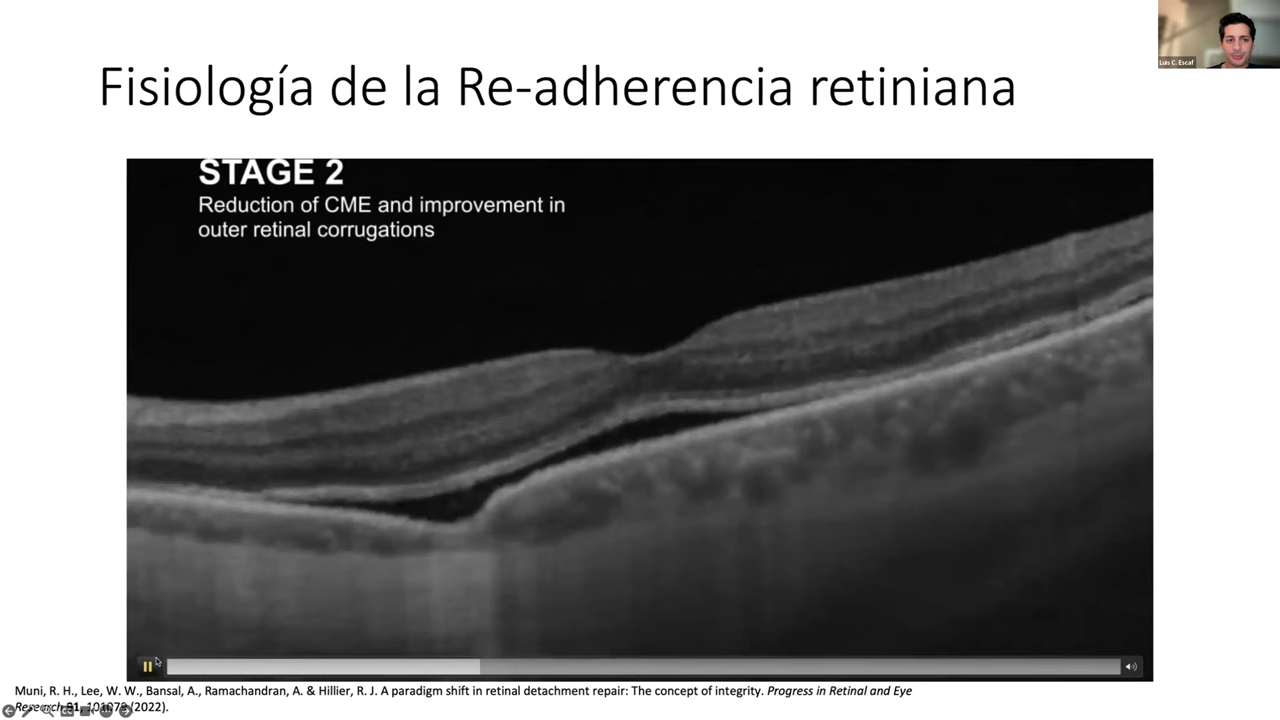 Luis C. Escaf
Fisiología de la Re-adherencia retiniana
STAGE 2
Reduction of CME and improvement in
outer retinal corrugations
Muni, R. H., Lee, W. W., Bansal, A., Ramachandran, A. & Hillier, R. J. A paradigm shift in retinal detachment repair: The concept of integrity. Progress in Retinal and Eye
Research 91, (2022).